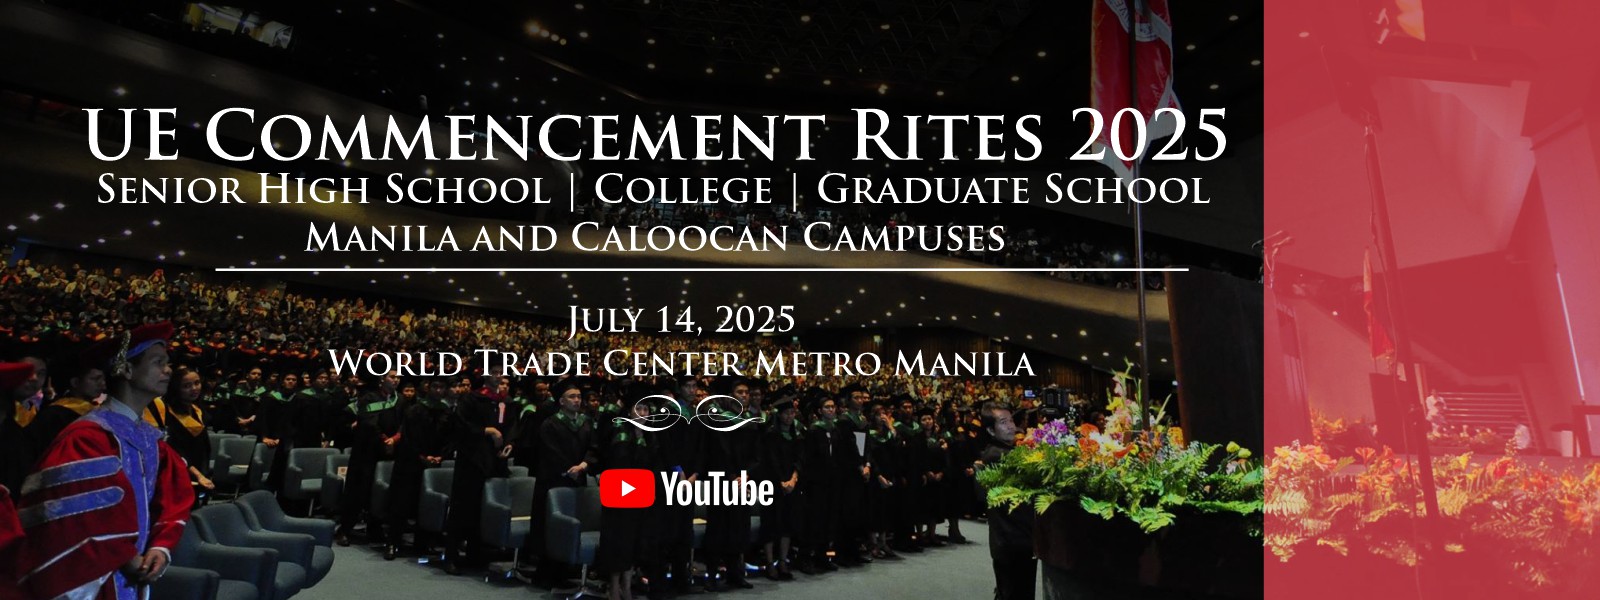 UE Commencement Rites 2025
Senior High School | College | Graduate School
Manila and Caloocan Campuses
July 14, 2025
World Trade Center Metro Manila
YouTube